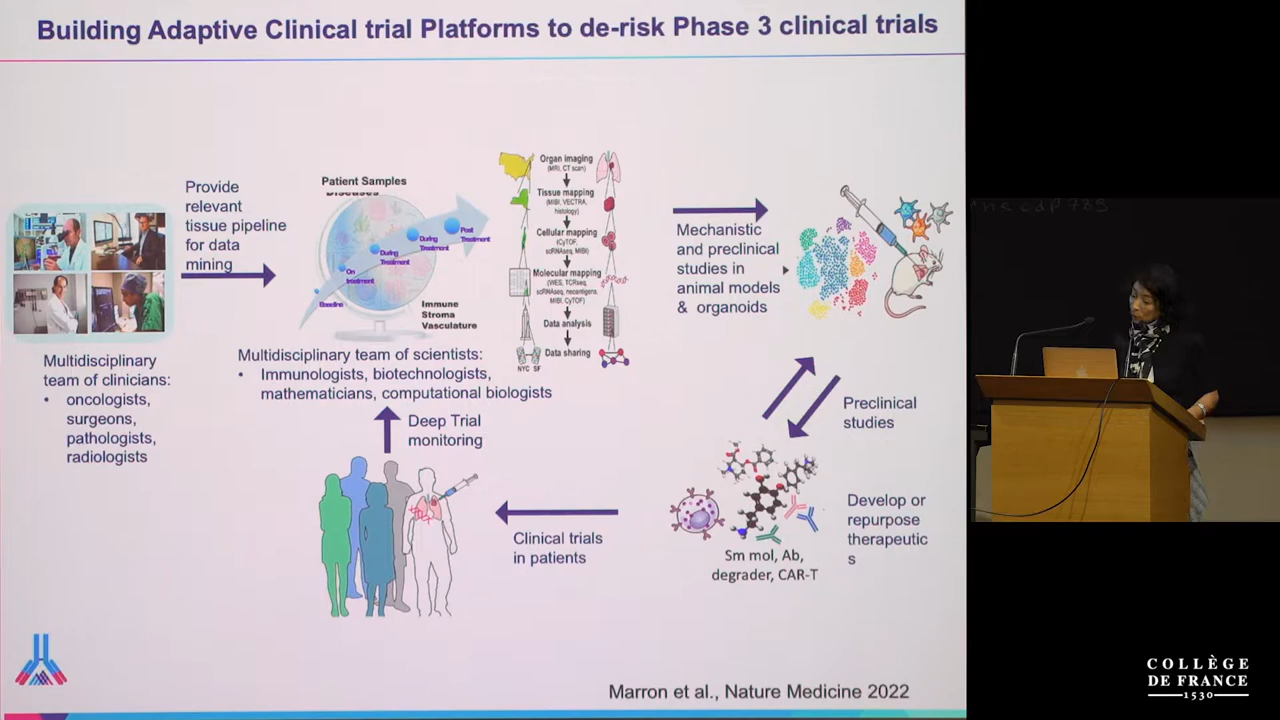 Building Adaptive Clinical trial Platforms to de-risk Phase 3 clinical trials
Provide
relevant
tissue pipeline
for data
mining
Multidisciplinary
team of clinicians:
• oncologists,
surgeons,
pathologists,
radiologists
Patient Samples
Diseases
Baseline
On
treatment
During
Treatment
During
Treatment
Post
Treatment
Immune
Stroma
Vasculature
Multidisciplinary team of scientists:
• Immunologists, biotechnologists,
mathematicians, computational biologists
Organ imaging
(MRI, CT scan)
Tissue mapping
(MIBI, VECTRA,
histology)
Cellular mapping
(CyTOF,
scRNAseq, MIBI)
Molecular mapping
(WES, TCRseq,
scRNAseq, neoantigens,
MIBI, CyTOF)
Data analysis
Data sharing
NYC SF
Mechanistic
and preclinical
studies in
animal models
& organoids
Preclinical
studies
Develop or
repurpose
therapeutic
s
Sm mol, Ab,
degrader, CAR-T
Clinical trials
in patients
Deep Trial
monitoring
Marron et al., Nature Medicine 2022
COLLÈGE
DE FRANCE
1530